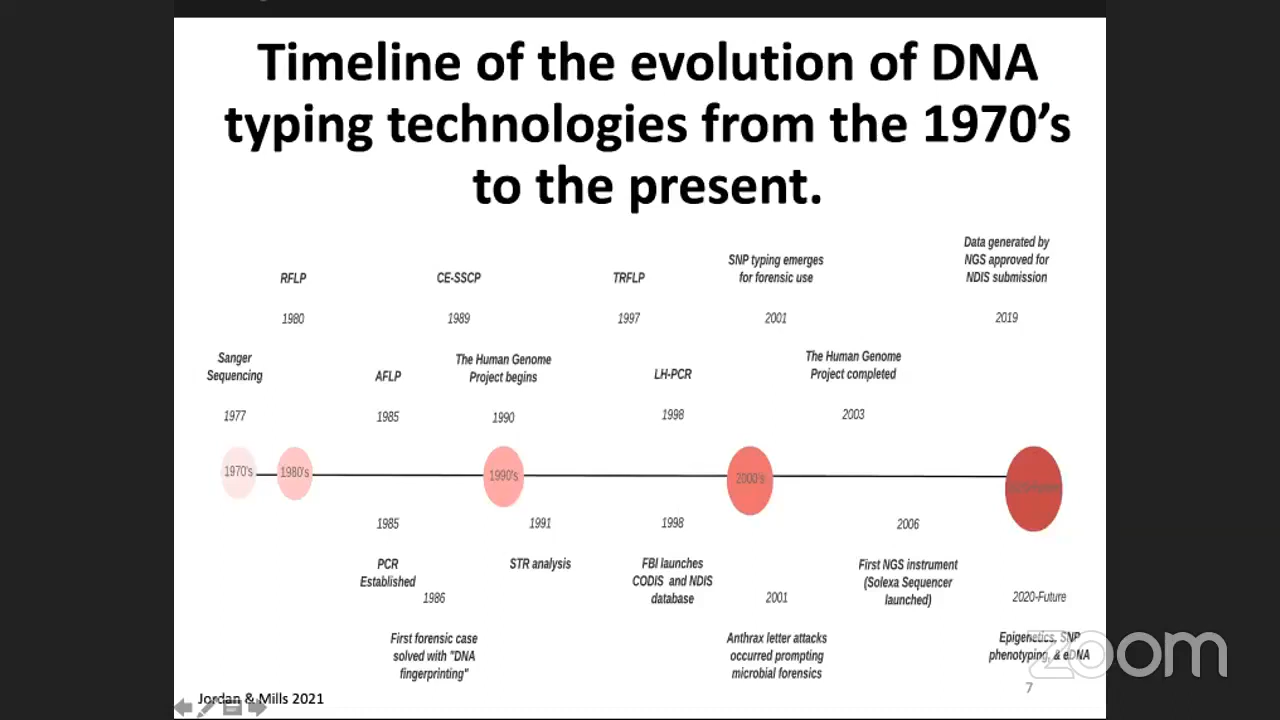 Timeline of the evolution of DNA
typing technologies from the 1970's
to the present.
RFLP
1980
CE-SSCP
1989
TRFLP
1997
SNP typing emerges
for forensic use
2001
Data generated by
NGS approved for
NDIS submission
2019
Sanger
Sequencing
1977
AFLP
1985
The Human Genome
Project begins
1990
LH-PCR
1998
The Human Genome
Project completed
2003
1970's
1980's
1990's
2000's
1985
PCR
Established
1986
First forensic case
solved with "DNA
fingerprinting"
1991
STR analysis
1998
FBI launches
CODIS and NDIS
database
2001
Anthrax letter attacks
occurred prompting
microbial forensics
2006
First NGS instrument
(Solexa Sequencer
launched)
2020-Future
Epigenetics, SNP
phenotyping, & eDNA
zoom
7
Jordan & Mills 2021